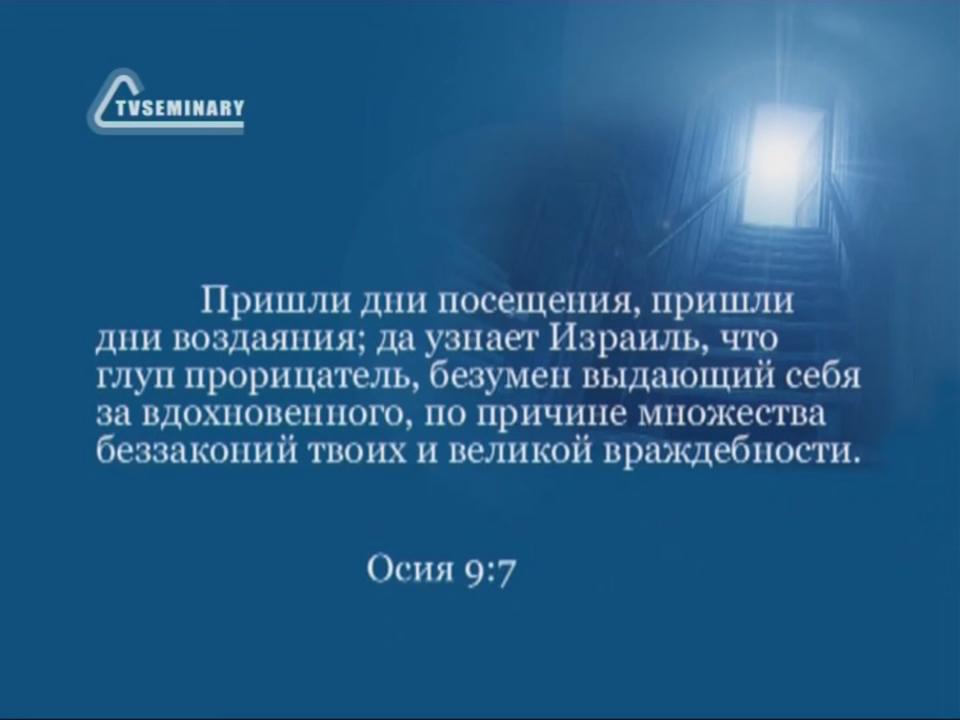 TVSEMINARY
Пришли дни посещения, пришли
дни воздаяния; да узнает Израиль, что
глуп прорицатель, безумен выдающий себя
за вдохновенного, по причине множества
беззаконий твоих и великой враждебности.
Осия 9:7